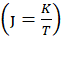 (J = K/T)